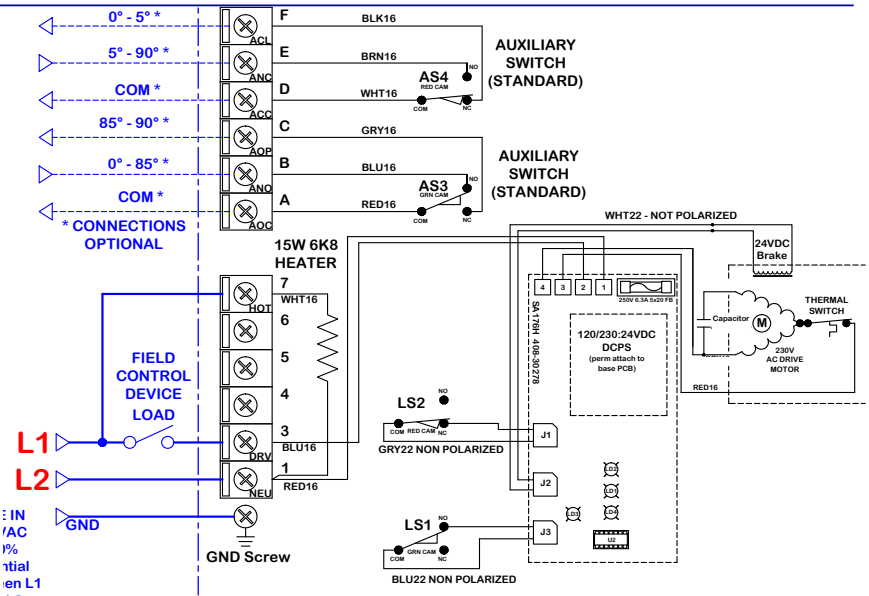 0° - 5° *
F
BLK16
ACL
5° - 90° *
E
BRN16
ANC
AUXILIARY
SWITCH
(STANDARD)
NO
AS4
RED CAM
COM *
D
WHT16
ACC
COM
NC
85° - 90° *
C
GRY16
AOP
0° - 85° *
B
BLU16
ANO
AUXILIARY
SWITCH
(STANDARD)
NO
AS3
GRN CAM
COM *
A
RED16
AOC
COM
NC
* CONNECTIONS
OPTIONAL
WHT22 - NOT POLARIZED
15W 6K8
HEATER
24VDC
Brake
7
WHT16
HOT
4
3
2
1
250V 6.3A 5x20 FB
SA176H 408-30278
120/230:24VDC
DCPS
(perm attach to
base PCB)
Capacitor
M
THERMAL
SWITCH
230V
AC DRIVE
MOTOR
RED16
6
5
4
FIELD
CONTROL
DEVICE
LOAD
L1
3
BLU16
DRV
L2
1
RED16
NEU
GND
GND Screw
LS2
NO
COM
RED CAM
NC
GRY22 NON POLARIZED
J1
J2
J3
LD2
LD1
LD3
LD4
U2
LS1
NO
GRN CAM
COM
NC
BLU22 NON POLARIZED
E IN
VAC
0%
ntial
een L1